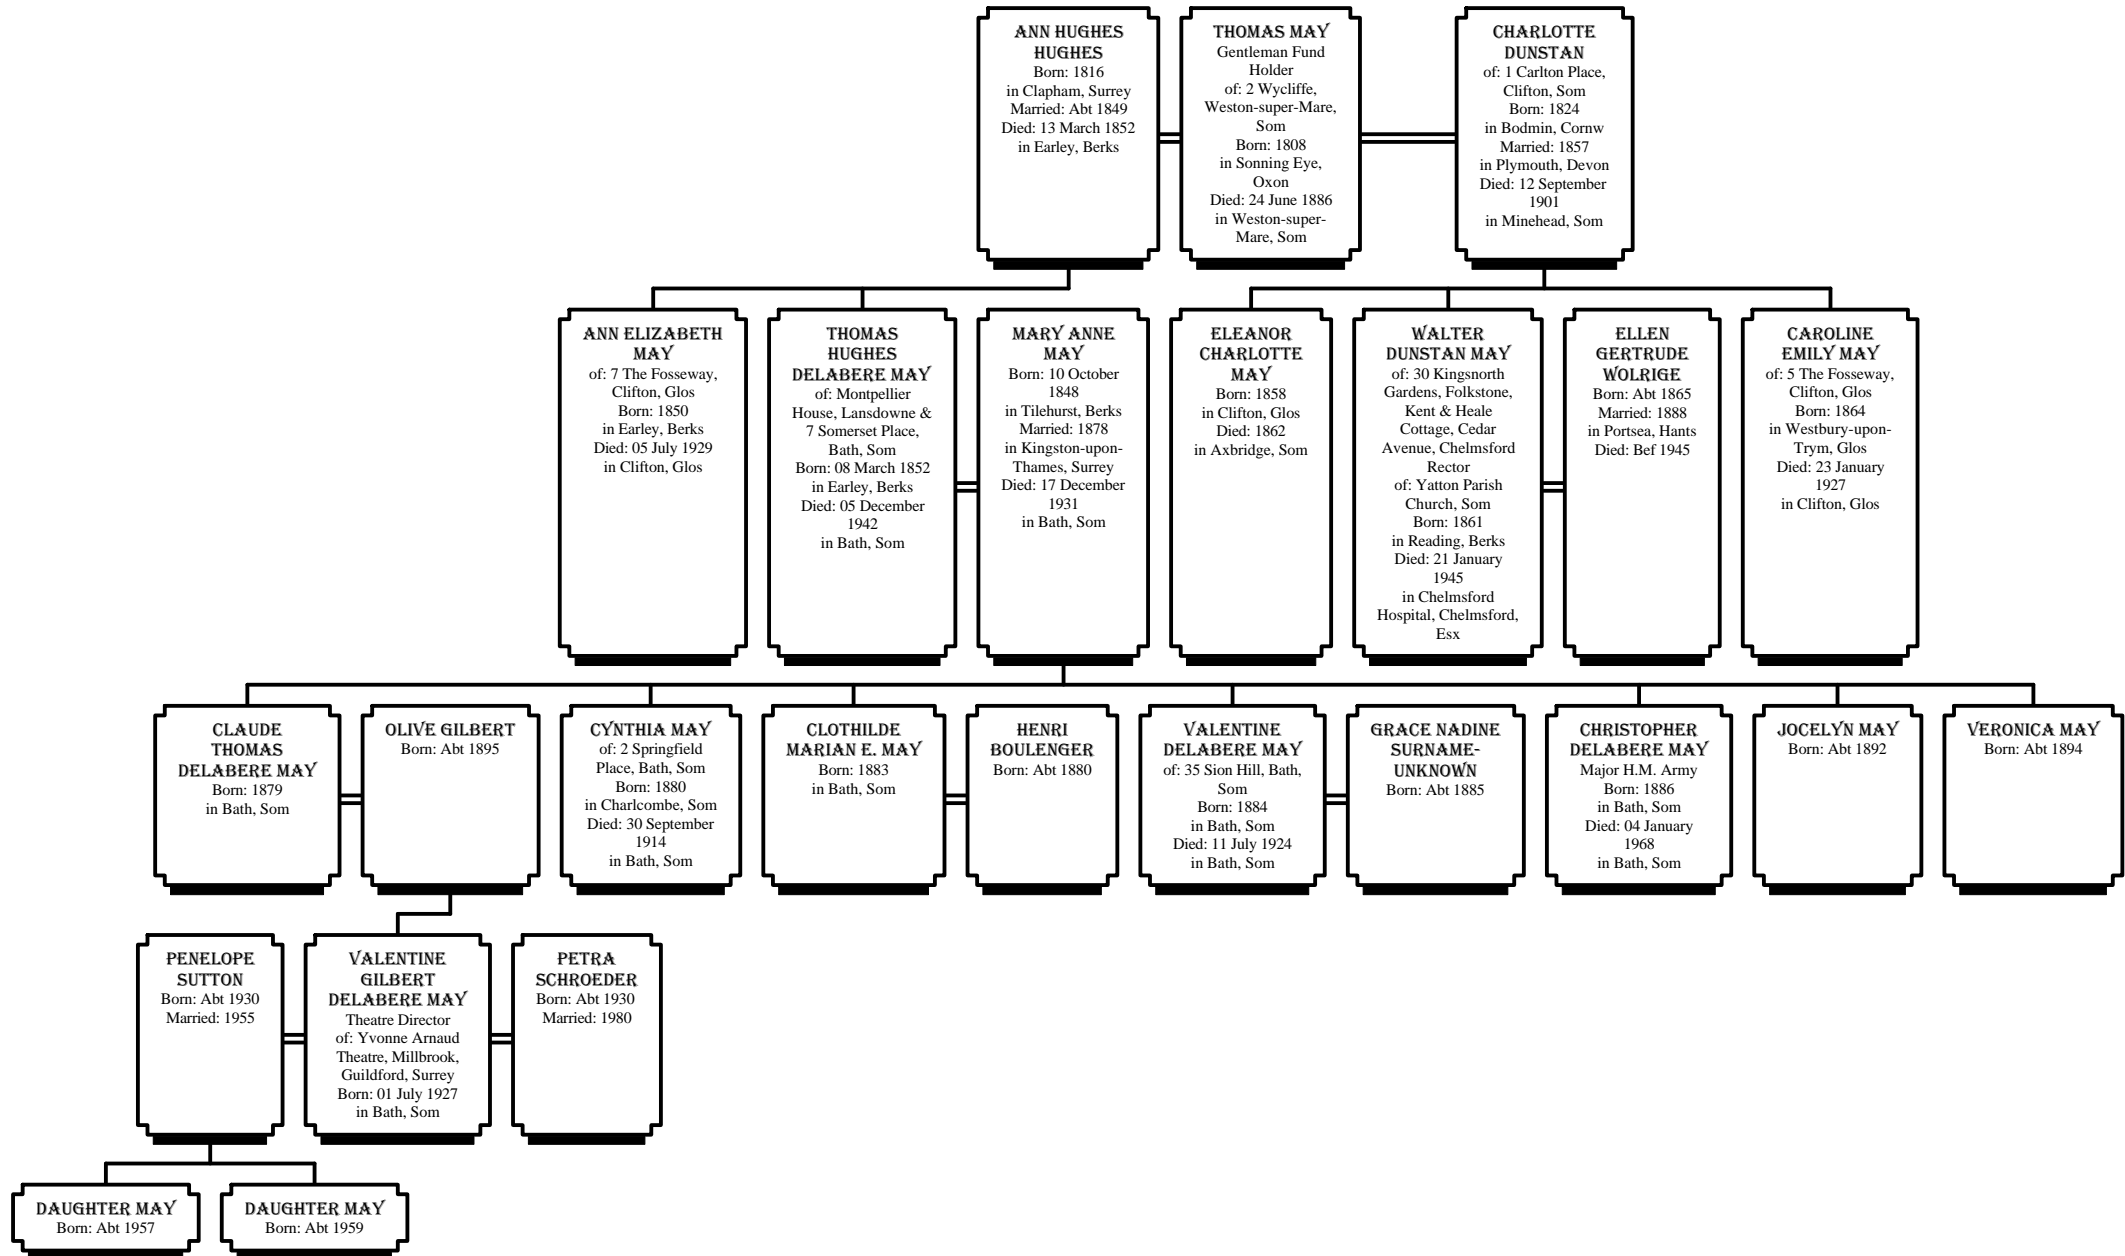 ANN HUGHES
HUGHES
Born: 1816
in Clapham, Surrey
Married: Abt 1849
Died: 13 March 1852
in Earley, Berks
THOMAS MAY
Gentleman Fund
Holder
of: 2 Wycliffe,
Weston-super-Mare,
Som
Born: 1808
in Sonning Eye,
Oxon
Died: 24 June 1886
in Weston-super-
Mare, Som
CHARLOTTE
DUNSTAN
of: 1 Carlton Place,
Clifton, Som
Born: 1824
in Bodmin, Cornw
Married: 1857
in Plymouth, Devon
Died: 12 September
1901
in Minehead, Som
ANN ELIZABETH
MAY
of: 7 The Fosseway,
Clifton, Glos
Born: 1850
in Earley, Berks
Died: 05 July 1929
in Clifton, Glos
THOMAS
HUGHES
DELABERE MAY
of: Montpellier
House, Lansdowne &
7 Somerset Place,
Bath, Som
Born: 08 March 1852
in Earley, Berks
Died: 05 December
1942
in Bath, Som
MARY ANNE
MAY
Born: 10 October
1848
in Tilehurst, Berks
Married: 1878
in Kingston-upon-
Thames, Surrey
Died: 17 December
1931
in Bath, Som
ELEANOR
CHARLOTTE
MAY
Born: 1858
in Clifton, Glos
Died: 1862
in Axbridge, Som
WALTER
DUNSTAN MAY
of: 30 Kingsnorth
Gardens, Folkstone,
Kent & Heale
Cottage, Cedar
Avenue, Chelmsford
Rector
of: Yatton Parish
Church, Som
Born: 1861
in Reading, Berks
Died: 21 January
1945
in Chelmsford
Hospital, Chelmsford,
Esx
ELLEN
GERTRUDE
WOLRIGE
Born: Abt 1865
Married: 1888
in Portsea, Hants
Died: Bef 1945
CAROLINE
EMILY MAY
of: 5 The Fosseway,
Clifton, Glos
Born: 1864
in Westbury-upon-
Trym, Glos
Died: 23 January
1927
in Clifton, Glos
CLAUDE
THOMAS
DELABERE MAY
Born: 1879
in Bath, Som
OLIVE GILBERT
Born: Abt 1895
CYNTHIA MAY
of: 2 Springfield
Place, Bath, Som
Born: 1880
in Charlcombe, Som
Died: 30 September
1914
in Bath, Som
CLOTHILDE
MARIAN E. MAY
Born: 1883
in Bath, Som
HENRI
BOULENGER
Born: Abt 1880
VALENTINE
DELABERE MAY
of: 35 Sion Hill, Bath,
Som
Born: 1884
in Bath, Som
Died: 11 July 1924
in Bath, Som
GRACE NADINE
SURNAME-
UNKNOWN
Born: Abt 1885
CHRISTOPHER
DELABERE MAY
Major H.M. Army
Born: 1886
in Bath, Som
Died: 04 January
1968
in Bath, Som
JOCELYN MAY
Born: Abt 1892
VERONICA MAY
Born: Abt 1894
PENELOPE
SUTTON
Born: Abt 1930
Married: 1955
VALENTINE
GILBERT
DELABERE MAY
Theatre Director
of: Yvonne Arnaud
Theatre, Millbrook,
Guildford, Surrey
Born: 01 July 1927
in Bath, Som
PETRA
SCHROEDER
Born: Abt 1930
Married: 1980
DAUGHTER MAY
Born: Abt 1957
DAUGHTER MAY
Born: Abt 1959